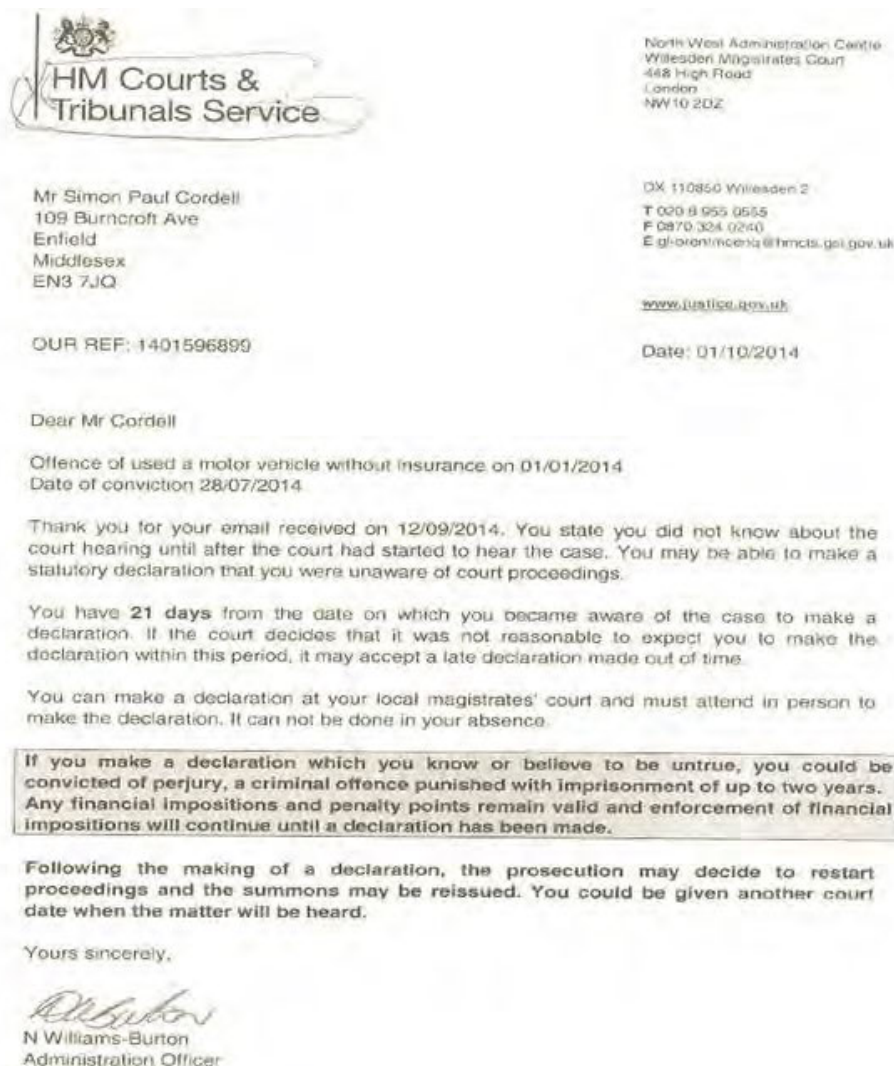 HM Courts &
Tribunals Service
North West Administration Centre
Willesden Magistrates Court
448 High Road
London
NW10 2DZ
DX 110850 Willesden 2
T 020 8 955 0555
F 0870 324 0240
hmcts.gsi.gov.uk
www.justice.gov.uk
Date: 01/10/2014
Mr Simon Paul Cordell
109 Burncroft Ave
Enfield
Middlesex
EN3 7JQ
OUR REF: 1401596899
Dear Mr Cordell
Offence of used a motor vehicle without insurance on 01/01/2014
Date of conviction 28/07/2014
Thank you for your email received on 12/09/2014. You state you did not know about the
court hearing until after the court had started to hear the case. You may be able to make a
statutory declaration that you were unaware of court proceedings.
You have 21 days from the date on which you became aware of the case to make a
declaration. If the court decides that it was not reasonable to expect you to make the
declaration within this period, it may accept a late declaration made out of time.
You can make a declaration at your local magistrates' court and must attend in person to
make the declaration. It can not be done in your absence.
If you make a declaration which you know or believe to be untrue, you could be
convicted of perjury, a criminal offence punished with imprisonment of up to two years.
Any financial impositions and penalty points remain valid and enforcement of financial
impositions will continue until a declaration has been made.
Following the making of a declaration, the prosecution may decide to restart
proceedings and the summons may be reissued. You could be given another court
date when the matter will be heard.
Yours sincerely,
N Williams-Burton
Administration Officer